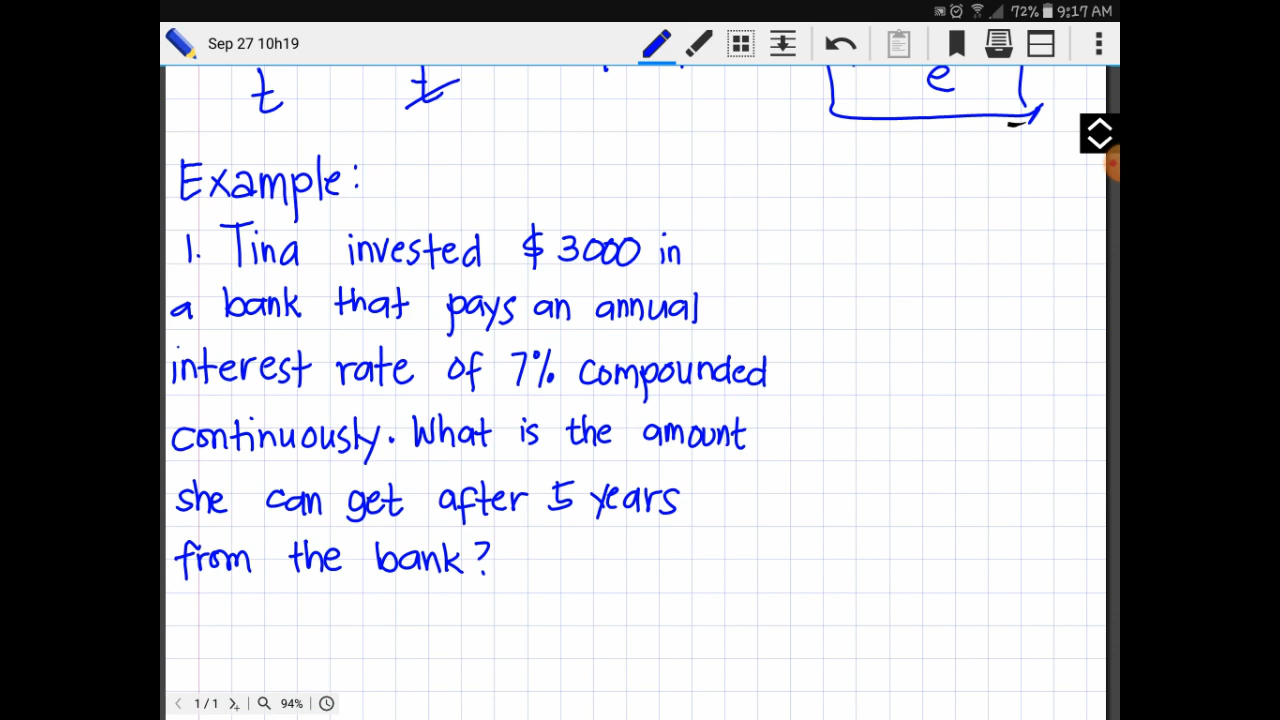 72% 9:17 AM
Sep 27 10h19
t t e
Example:
1. Tina invested $ 3000 in
a bank that pays an annual
interest rate of 7% compounded
continuously. What is the amount
she can get after 5 years
from the bank?
1 / 1 94%